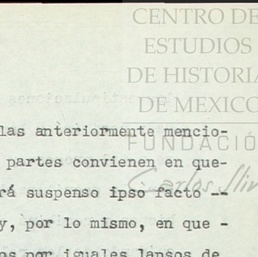 CENTRO DE
ESTUDIOS
DE HISTORIA
DE MEXICO
FUNDACIÓ
las anteriormente mencio-
partes convienen en que-
rá suspenso ipso facto --
y, por lo mismo, en que -
os por iguales lapsos de